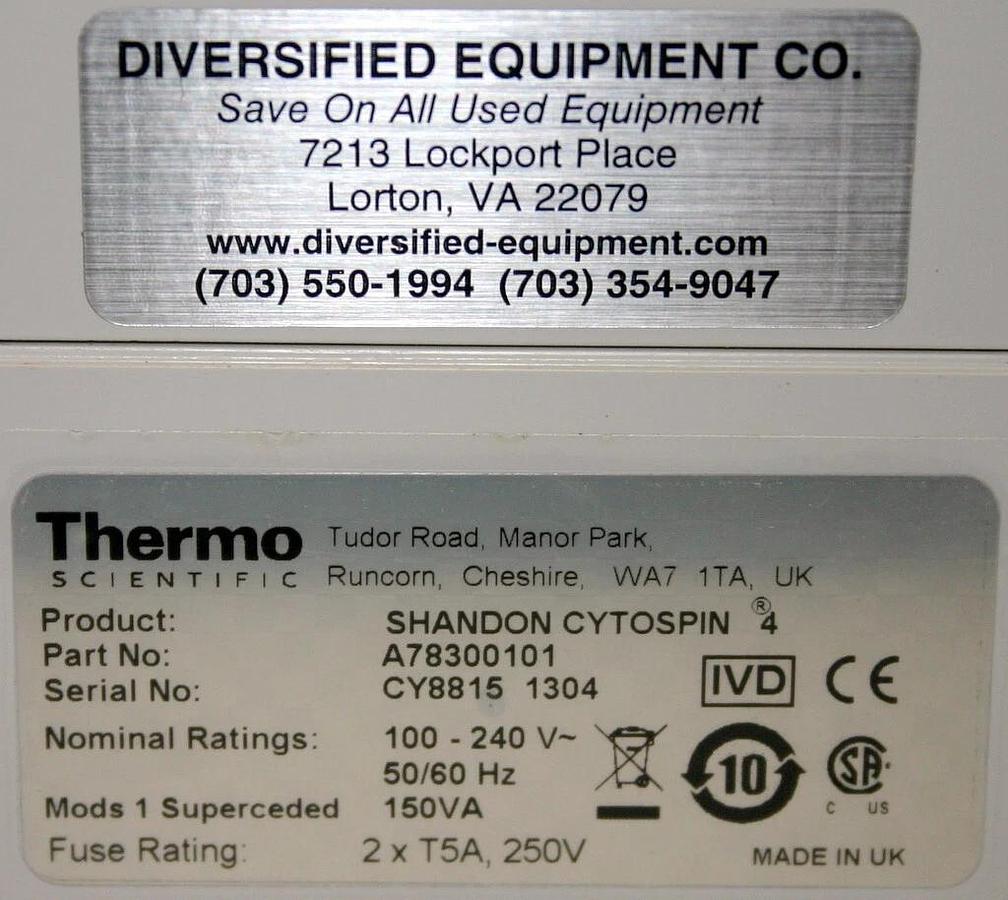 DIVERSIFIED EQUIPMENT CO.
Save On All Used Equipment
7213 Lockport Place
Lorton, VA 22079
www.diversified-equipment.com
(703) 550-1994 (703) 354-9047
Thermo
SCIENTIFIC
Tudor Road, Manor Park,
Runcorn, Cheshire, WA7 1TA, UK
Product: SHANDON CYTOSPIN ® 4
Part No: A78300101
Serial No: CY8815 1304
IVD CE
Nominal Ratings: 100 - 240 V~
50/60 Hz
10 SA
C US
Mods 1 Superceded 150VA
Fuse Rating: 2 x T5A, 250V
MADE IN UK